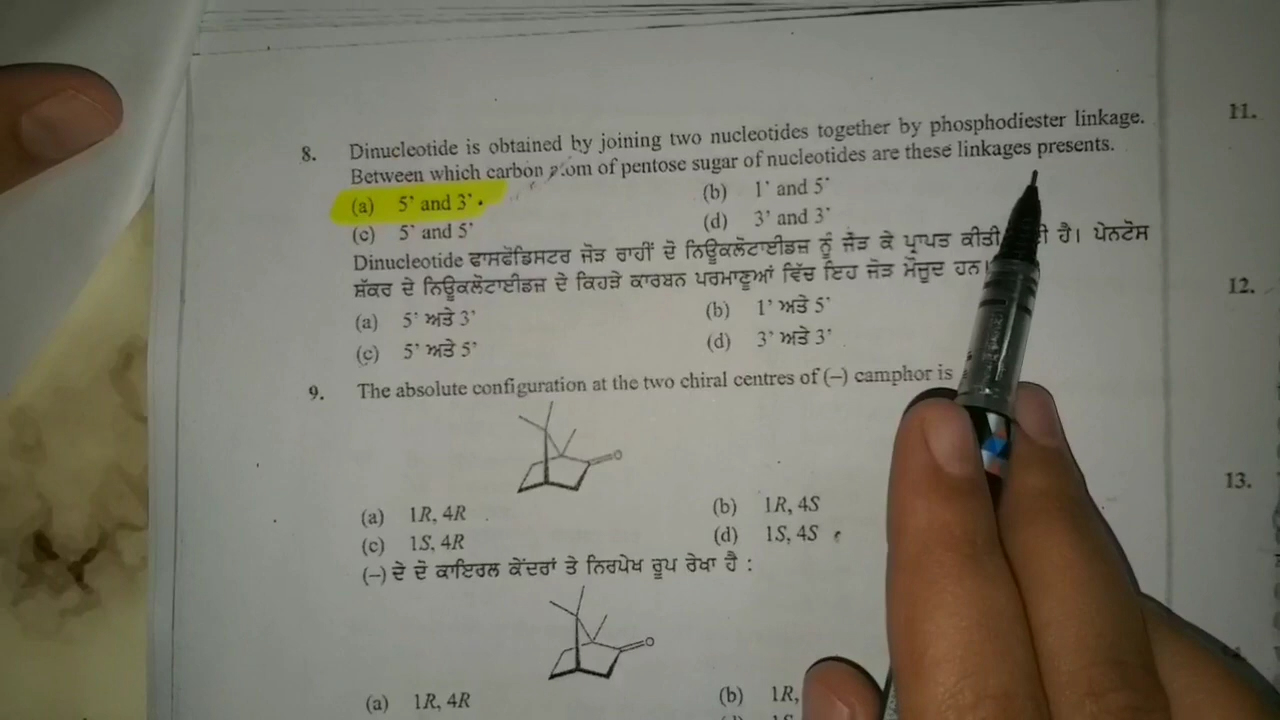 8. Dinucleotide is obtained by joining two nucleotides together by phosphodiester linkage.
Between which carbon atom of pentose sugar of nucleotides are these linkages presents.
(a) 5' and 3'
(b) 1' and 5'
(c) 5' and 5'
(d) 3' and 3'
Dinucleotide ਫਾਸਫੋਡਿਸਟਰ ਜੋੜ ਰਾਹੀਂ ਦੋ ਨਿਊਕਲੋਟਾਈਡਜ਼ ਨੂੰ ਜੋੜ ਕੇ ਪ੍ਰਾਪਤ ਕੀਤੀ ਹੈ। ਪੇਨਟੋਸ
ਸ਼ੱਕਰ ਦੇ ਨਿਊਕਲੋਟਾਈਡਜ਼ ਦੇ ਕਿਹੜੇ ਕਾਰਬਨ ਪਰਮਾਣੂਆਂ ਵਿੱਚ ਇਹ ਜੋੜ ਮੌਜੂਦ ਹਨ।
(a) 5' ਅਤੇ 3'
(b) 1' ਅਤੇ 5'
(c) 5' ਅਤੇ 5'
(d) 3' ਅਤੇ 3'
9. The absolute configuration at the two chiral centres of (–) camphor is
O
(a) 1R, 4R
(b) 1R, 4S
(c) 1S, 4R
(d) 1S, 4S
(–) ਦੇ ਦੋ ਕਾਇਰਲ ਕੇਂਦਰਾਂ ਤੇ ਨਿਰਪੇਖ ਰੂਪ ਰੇਖਾ ਹੈ :
O
(a) 1R, 4R
(b) 1R,
11.
12.
13.